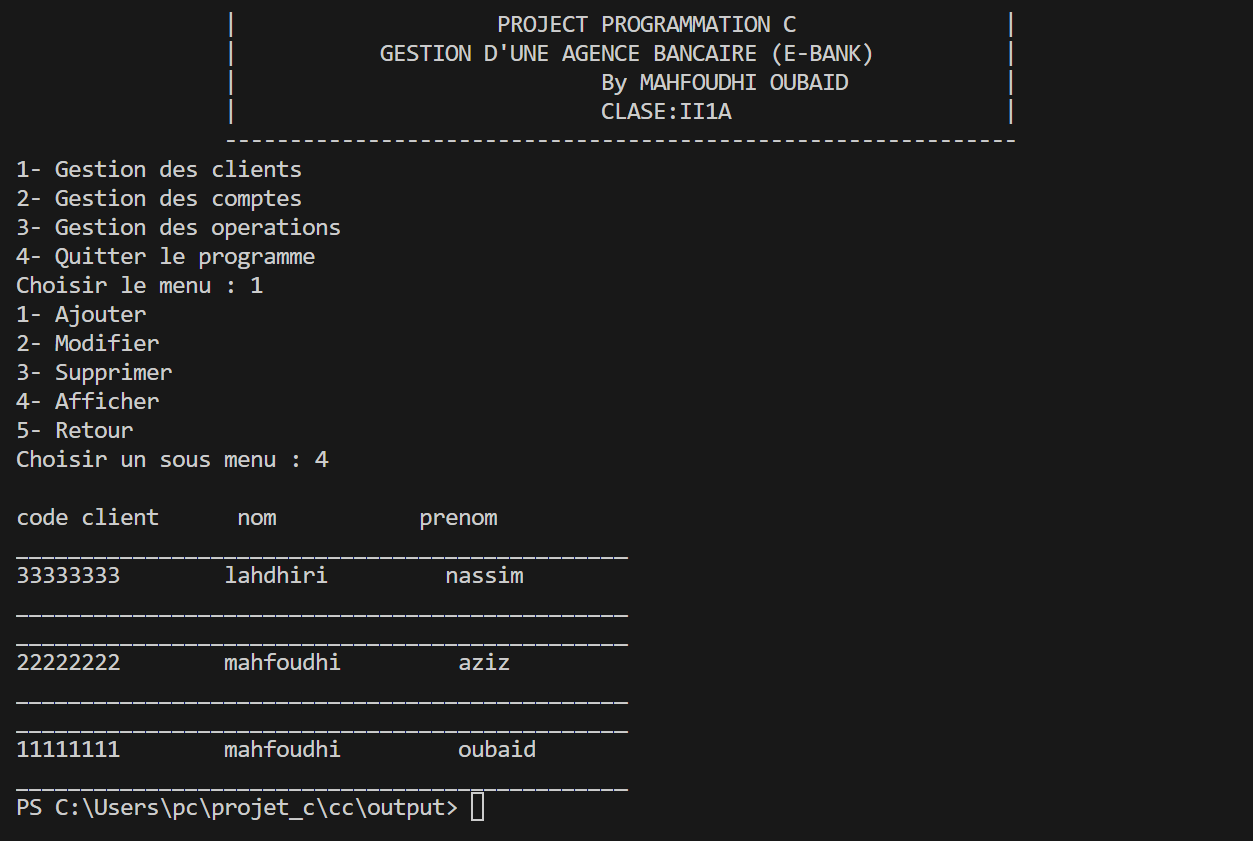 | PROJECT PROGRAMMATION C |
| GESTION D'UNE AGENCE BANCAIRE (E-BANK) |
| By MAHFOUDHI OUBAID |
| CLASE:II1A |
-------------------------------------------------------------
1- Gestion des clients
2- Gestion des comptes
3- Gestion des operations
4- Quitter le programme
Choisir le menu : 1
1- Ajouter
2- Modifier
3- Supprimer
4- Afficher
5- Retour
Choisir un sous menu : 4
code client nom prenom
_______________________________________________
33333333 lahdhiri nassim
_______________________________________________
_______________________________________________
22222222 mahfoudhi aziz
_______________________________________________
_______________________________________________
11111111 mahfoudhi oubaid
_______________________________________________
PS C:\Users\pc\projet_c\cc\output>